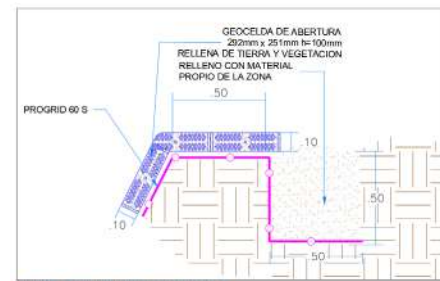 GEOCELDA DE ABERTURA
292mm x 251mm h=100mm
RELLENA DE TIERRA Y VEGETACION
RELLENO CON MATERIAL
PROPIO DE LA ZONA
.50
PROGRID 60 S
.10
.50
.10
.50